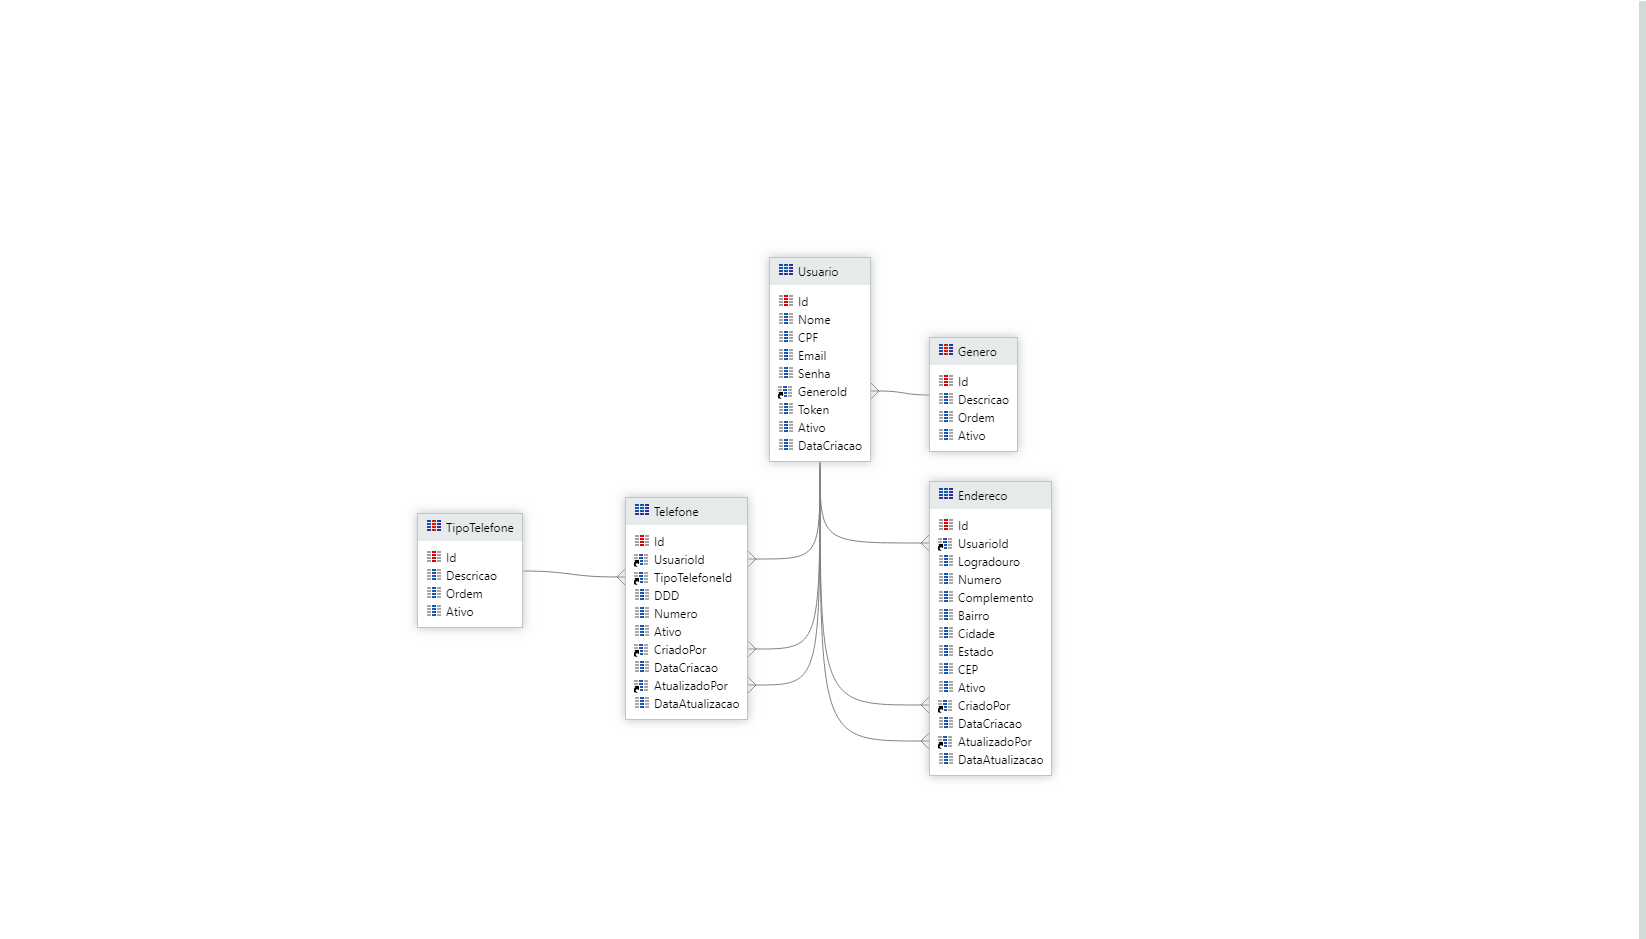 Usuario
Id
Nome
CPF
Email
Senha
GeneroId
Token
Ativo
DataCriacao
Genero
Id
Descricao
Ordem
Ativo
TipoTelefone
Id
Descricao
Ordem
Ativo
Telefone
Id
UsuarioId
TipoTelefoneId
DDD
Numero
Ativo
CriadoPor
DataCriacao
AtualizadoPor
DataAtualizacao
Endereco
Id
UsuarioId
Logradouro
Numero
Complemento
Bairro
Cidade
Estado
CEP
Ativo
CriadoPor
DataCriacao
AtualizadoPor
DataAtualizacao